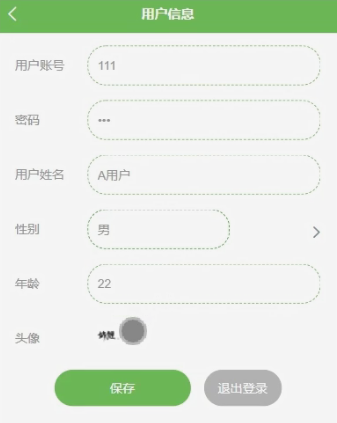 用户信息
用户账号 111
密码 •••
用户姓名 A用户
性别 男
年龄 22
头像
保存 退出登录